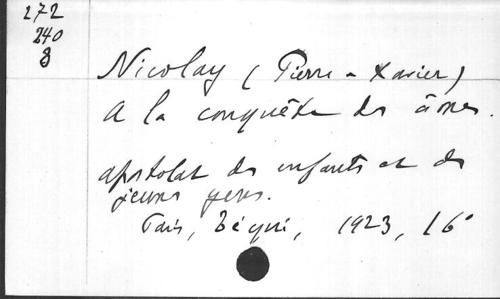 272
240
8
Nicolay (Pierre-Xavier)
A la conquête des âmes.
apostolat des enfants et des
jeunes gens.
Paris, Téqui, 1923, 16°